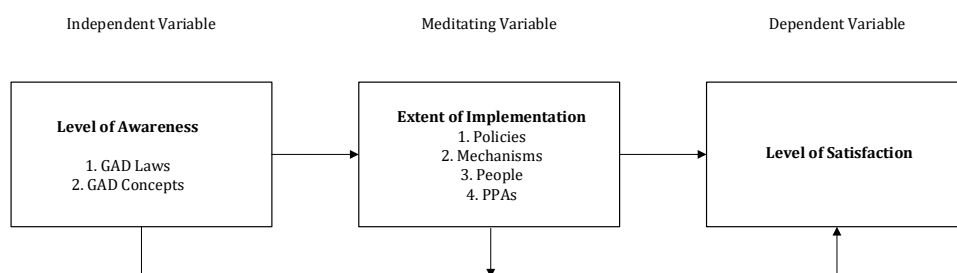 Independent Variable
Meditating Variable
Dependent Variable
Level of Awareness
1. GAD Laws
2. GAD Concepts
Extent of Implementation
1. Policies
2. Mechanisms
3. People
4. PPAs
Level of Satisfaction